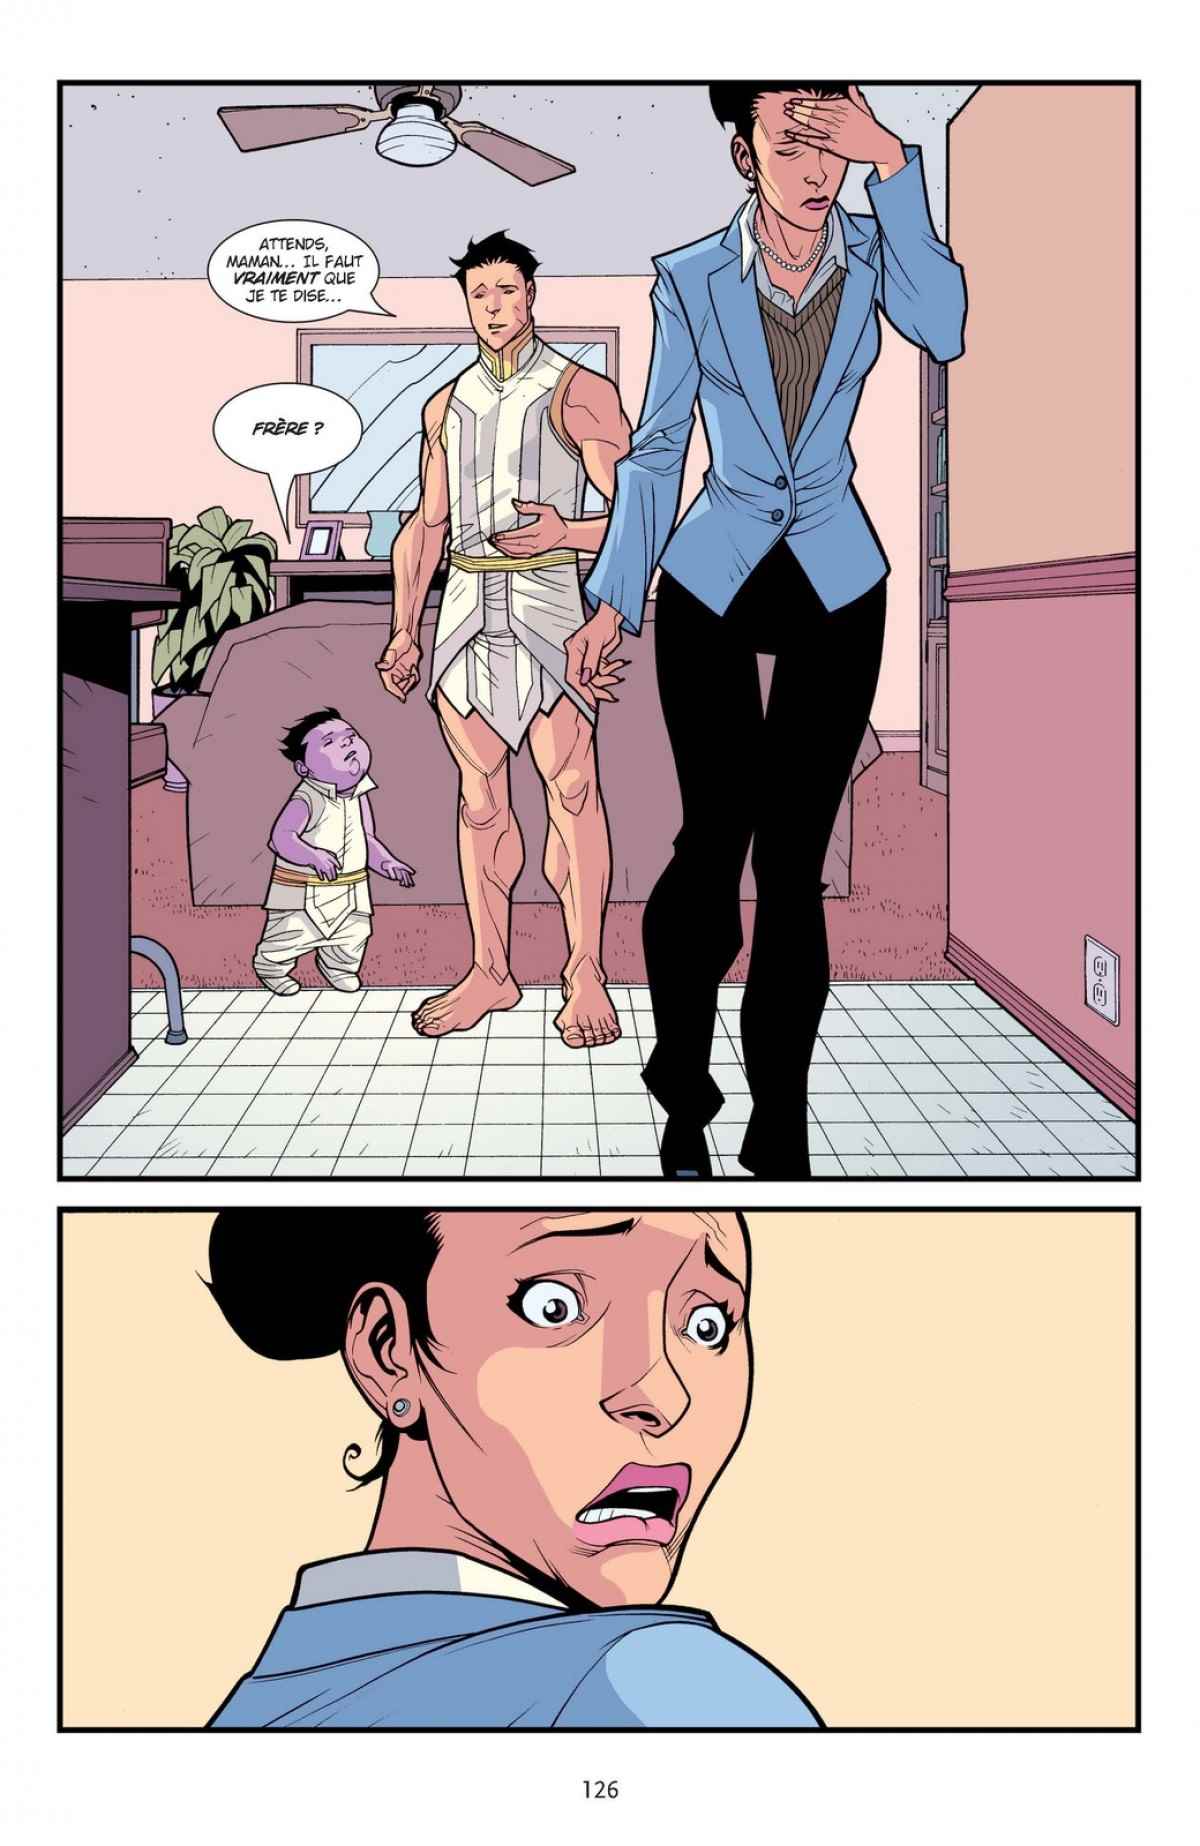 ATTENDS,
MAMAN... IL FAUT
VRAIMENT QUE
JE TE DISE...
FRÈRE ?
126